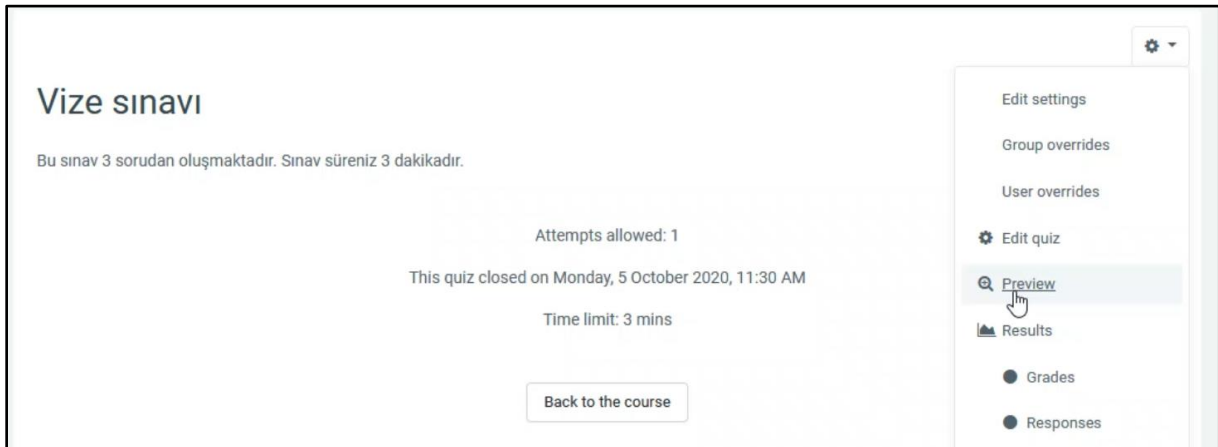 Vize sınavı
Bu sınav 3 sorudan oluşmaktadır. Sınav süreniz 3 dakikadır.
Attempts allowed: 1
This quiz closed on Monday, 5 October 2020, 11:30 AM
Time limit: 3 mins
Back to the course
Edit settings
Group overrides
User overrides
Edit quiz
Preview
Results
Grades
Responses